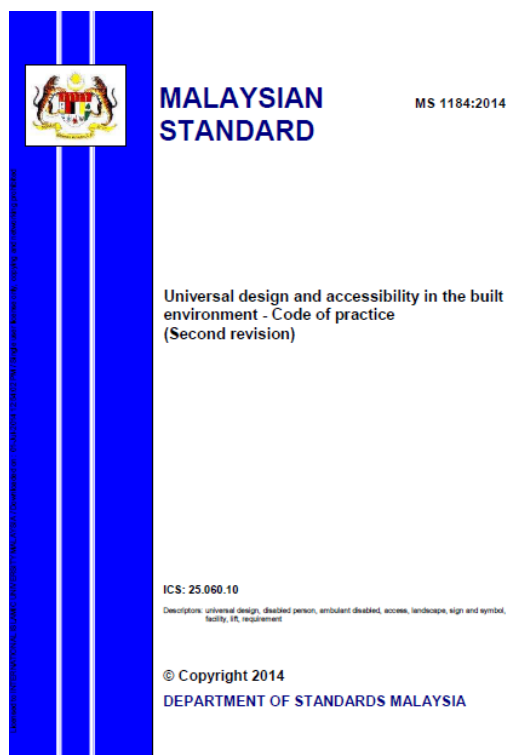 MALAYSIAN
STANDARD
MS 1184:2014
Universal design and accessibility in the built
environment - Code of practice
(Second revision)
ICS: 25.060.10
Descriptors: universal design, disabled person, ambulant disabled, access, landscape, sign and symbol,
facility, lift, requirement
© Copyright 2014
DEPARTMENT OF STANDARDS MALAYSIA